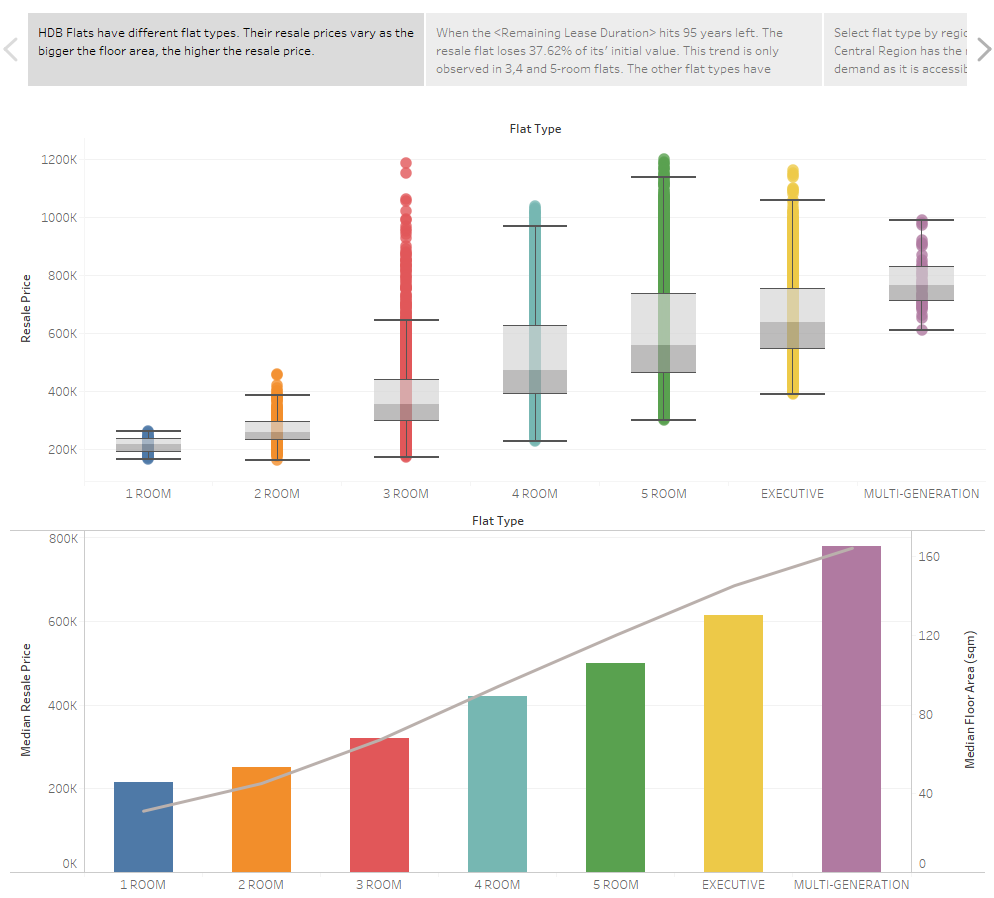 HDB Flats have different flat types. Their resale prices vary as the
bigger the floor area, the higher the resale price.
When the <Remaining Lease Duration> hits 95 years left. The
resale flat loses 37.62% of its' initial value. This trend is only
observed in 3,4 and 5-room flats. The other flat types have
Select flat type by
Central Region has the
demand as it is
Flat Type
Resale Price
1200K
1000K
800K
600K
400K
200K
1 ROOM
2 ROOM
3 ROOM
4 ROOM
5 ROOM
EXECUTIVE
MULTI-GENERATION
Flat Type
Median Resale Price
800K
600K
400K
200K
0K
160
120
80
40
0
Median Floor Area (sqm)
1 ROOM
2 ROOM
3 ROOM
4 ROOM
5 ROOM
EXECUTIVE
MULTI-GENERATION